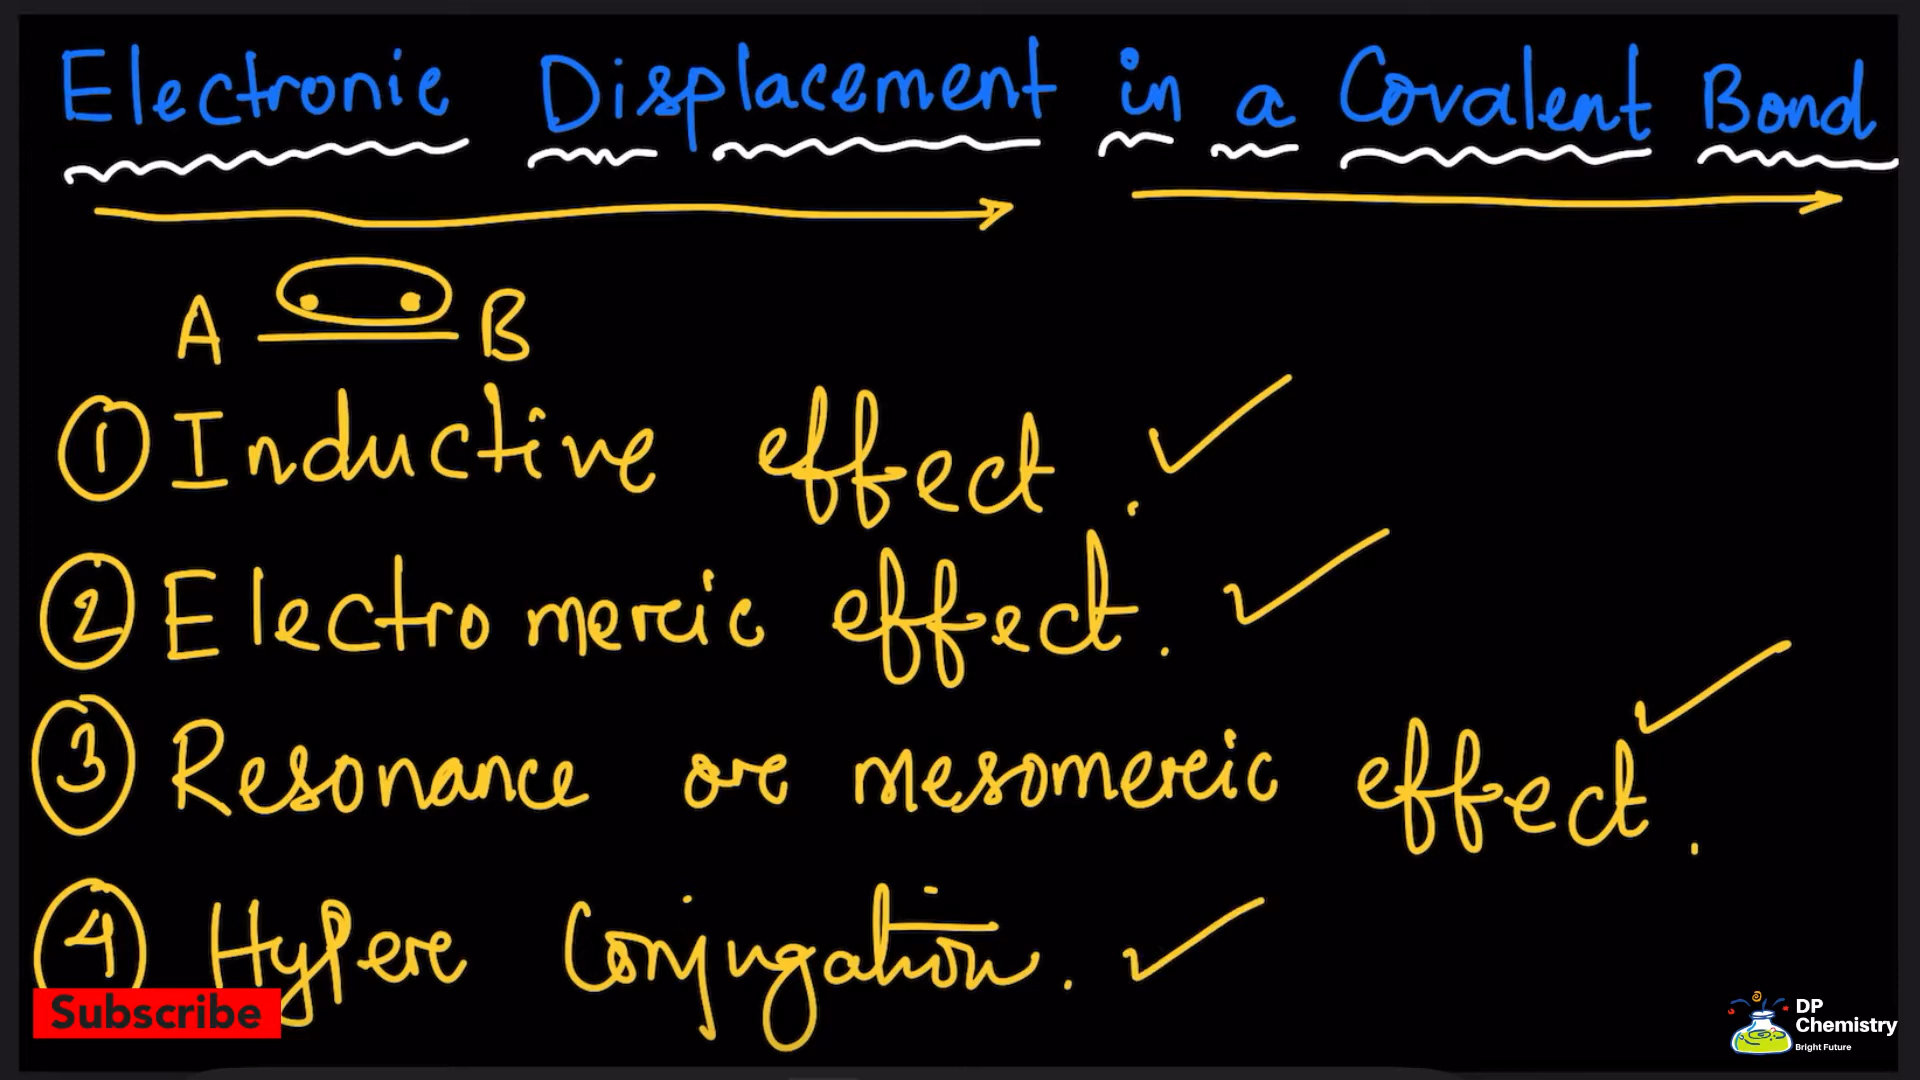 Electronic Displacement in a Covalent Bond
A B
① Inductive effect.
② Electromeric effect.
③ Resonance or mesomeric effect.
④ Hyper Conjugation.
Subscribe
DP
Chemistry
Bright Future